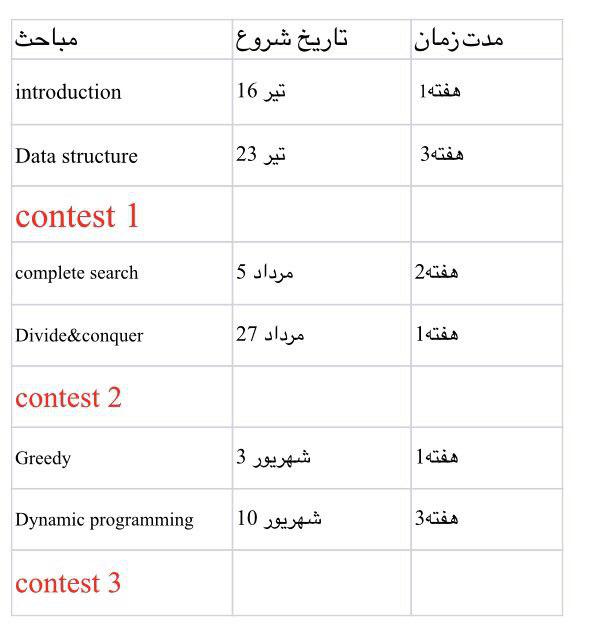 مباحث	تاریخ شروع	مدت زمان
introduction	16 تیر	1هفته
Data structure	23 تیر	3هفته
contest 1
complete search	5 مرداد	2هفته
Divide&conquer	27 مرداد	1هفته
contest 2
Greedy	3 شهریور	1هفته
Dynamic programming	10 شهریور	3هفته
contest 3